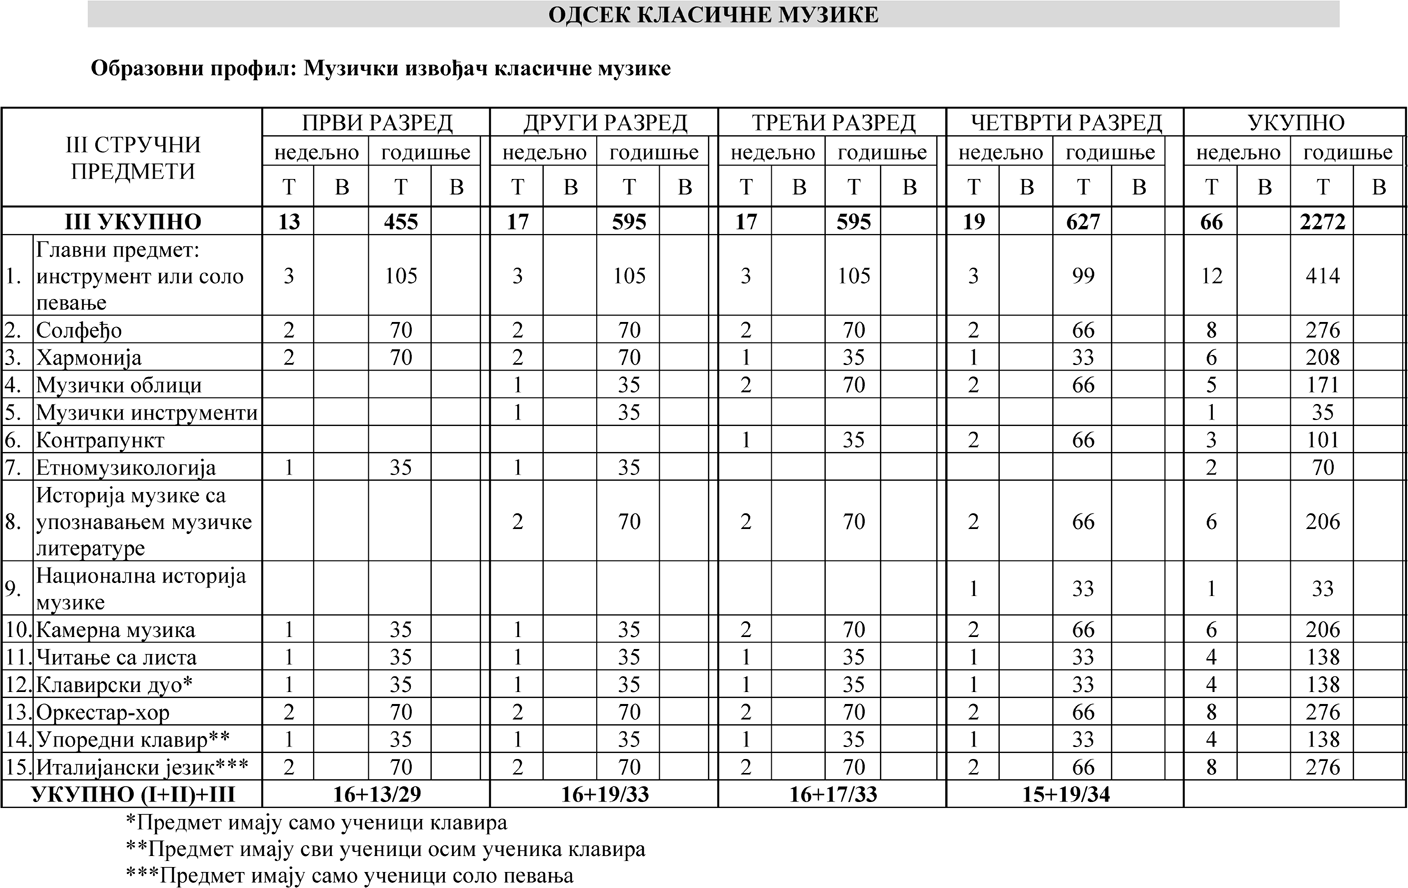 ОДСЕК КЛАСИЧНЕ МУЗИКЕ
Образовни профил: Музички извођач класичне музике
III СТРУЧНИ ПРЕДМЕТИ ПРВИ РАЗРЕД ДРУГИ РАЗРЕД ТРЕЋИ РАЗРЕД ЧЕТВРТИ РАЗРЕД УКУПНО
недељно годишње недељно годишње недељно годишње недељно годишње недељно годишње
Т В Т В Т В Т В Т В Т В Т В Т В Т В Т В
III УКУПНО 13 455 17 595 17 595 19 627 66 2272
1. Главни предмет: инструмент или соло певање 3 105 3 105 3 105 3 99 12 414
2. Солфеђо 2 70 2 70 2 70 2 66 8 276
3. Хармонија 2 70 2 70 1 35 1 33 6 208
4. Музички облици 1 35 2 70 2 66 5 171
5. Музички инструменти 1 35 1 35
6. Контрапункт 1 35 2 66 3 101
7. Етномузикологија 1 35 1 35 2 70
8. Историја музике са упознавањем музичке литературе 2 70 2 70 2 66 6 206
9. Национална историја музике 1 33 1 33
10. Камерна музика 1 35 1 35 2 70 2 66 6 206
11. Читање са листа 1 35 1 35 1 35 1 33 4 138
12. Клавирски дуо* 1 35 1 35 1 35 1 33 4 138
13. Оркестар-хор 2 70 2 70 2 70 2 66 8 276
14. Упоредни клавир** 1 35 1 35 1 35 1 33 4 138
15. Италијански језик*** 2 70 2 70 2 70 2 66 8 276
УКУПНО (I+II)+III 16+13/29 16+19/33 16+17/33 15+19/34
*Предмет имају само ученици клавира
**Предмет имају сви ученици осим ученика клавира
***Предмет имају само ученици соло певања